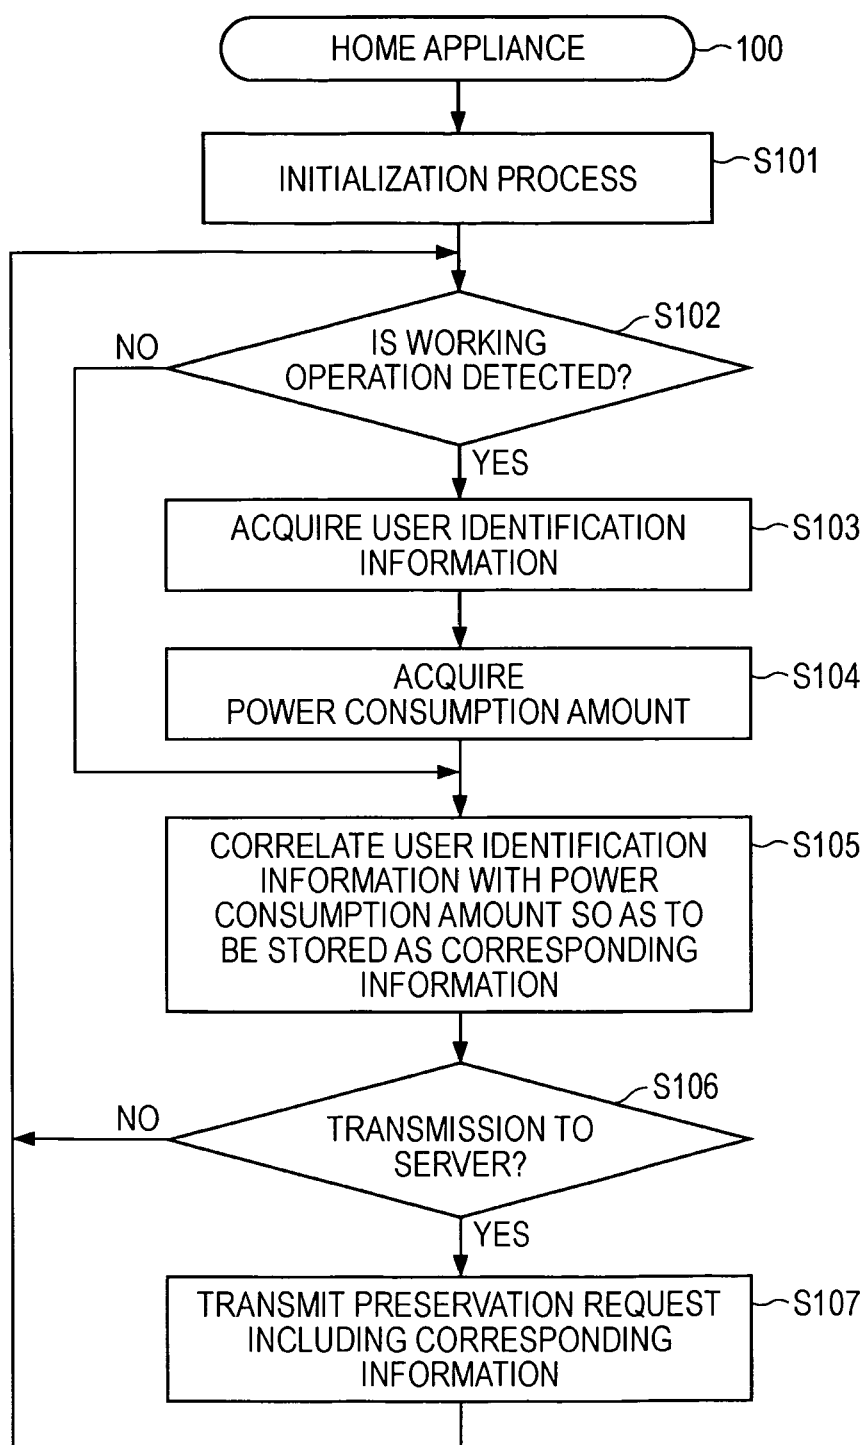 HOME APPLIANCE
100
INITIALIZATION PROCESS
S101
IS WORKING
OPERATION DETECTED?
S102
NO
YES
ACQUIRE USER IDENTIFICATION
INFORMATION
S103
ACQUIRE
POWER CONSUMPTION AMOUNT
S104
CORRELATE USER IDENTIFICATION
INFORMATION WITH POWER
CONSUMPTION AMOUNT SO AS TO
BE STORED AS CORRESPONDING
INFORMATION
S105
TRANSMISSION TO
SERVER?
S106
NO
YES
TRANSMIT PRESERVATION REQUEST
INCLUDING CORRESPONDING
INFORMATION
S107